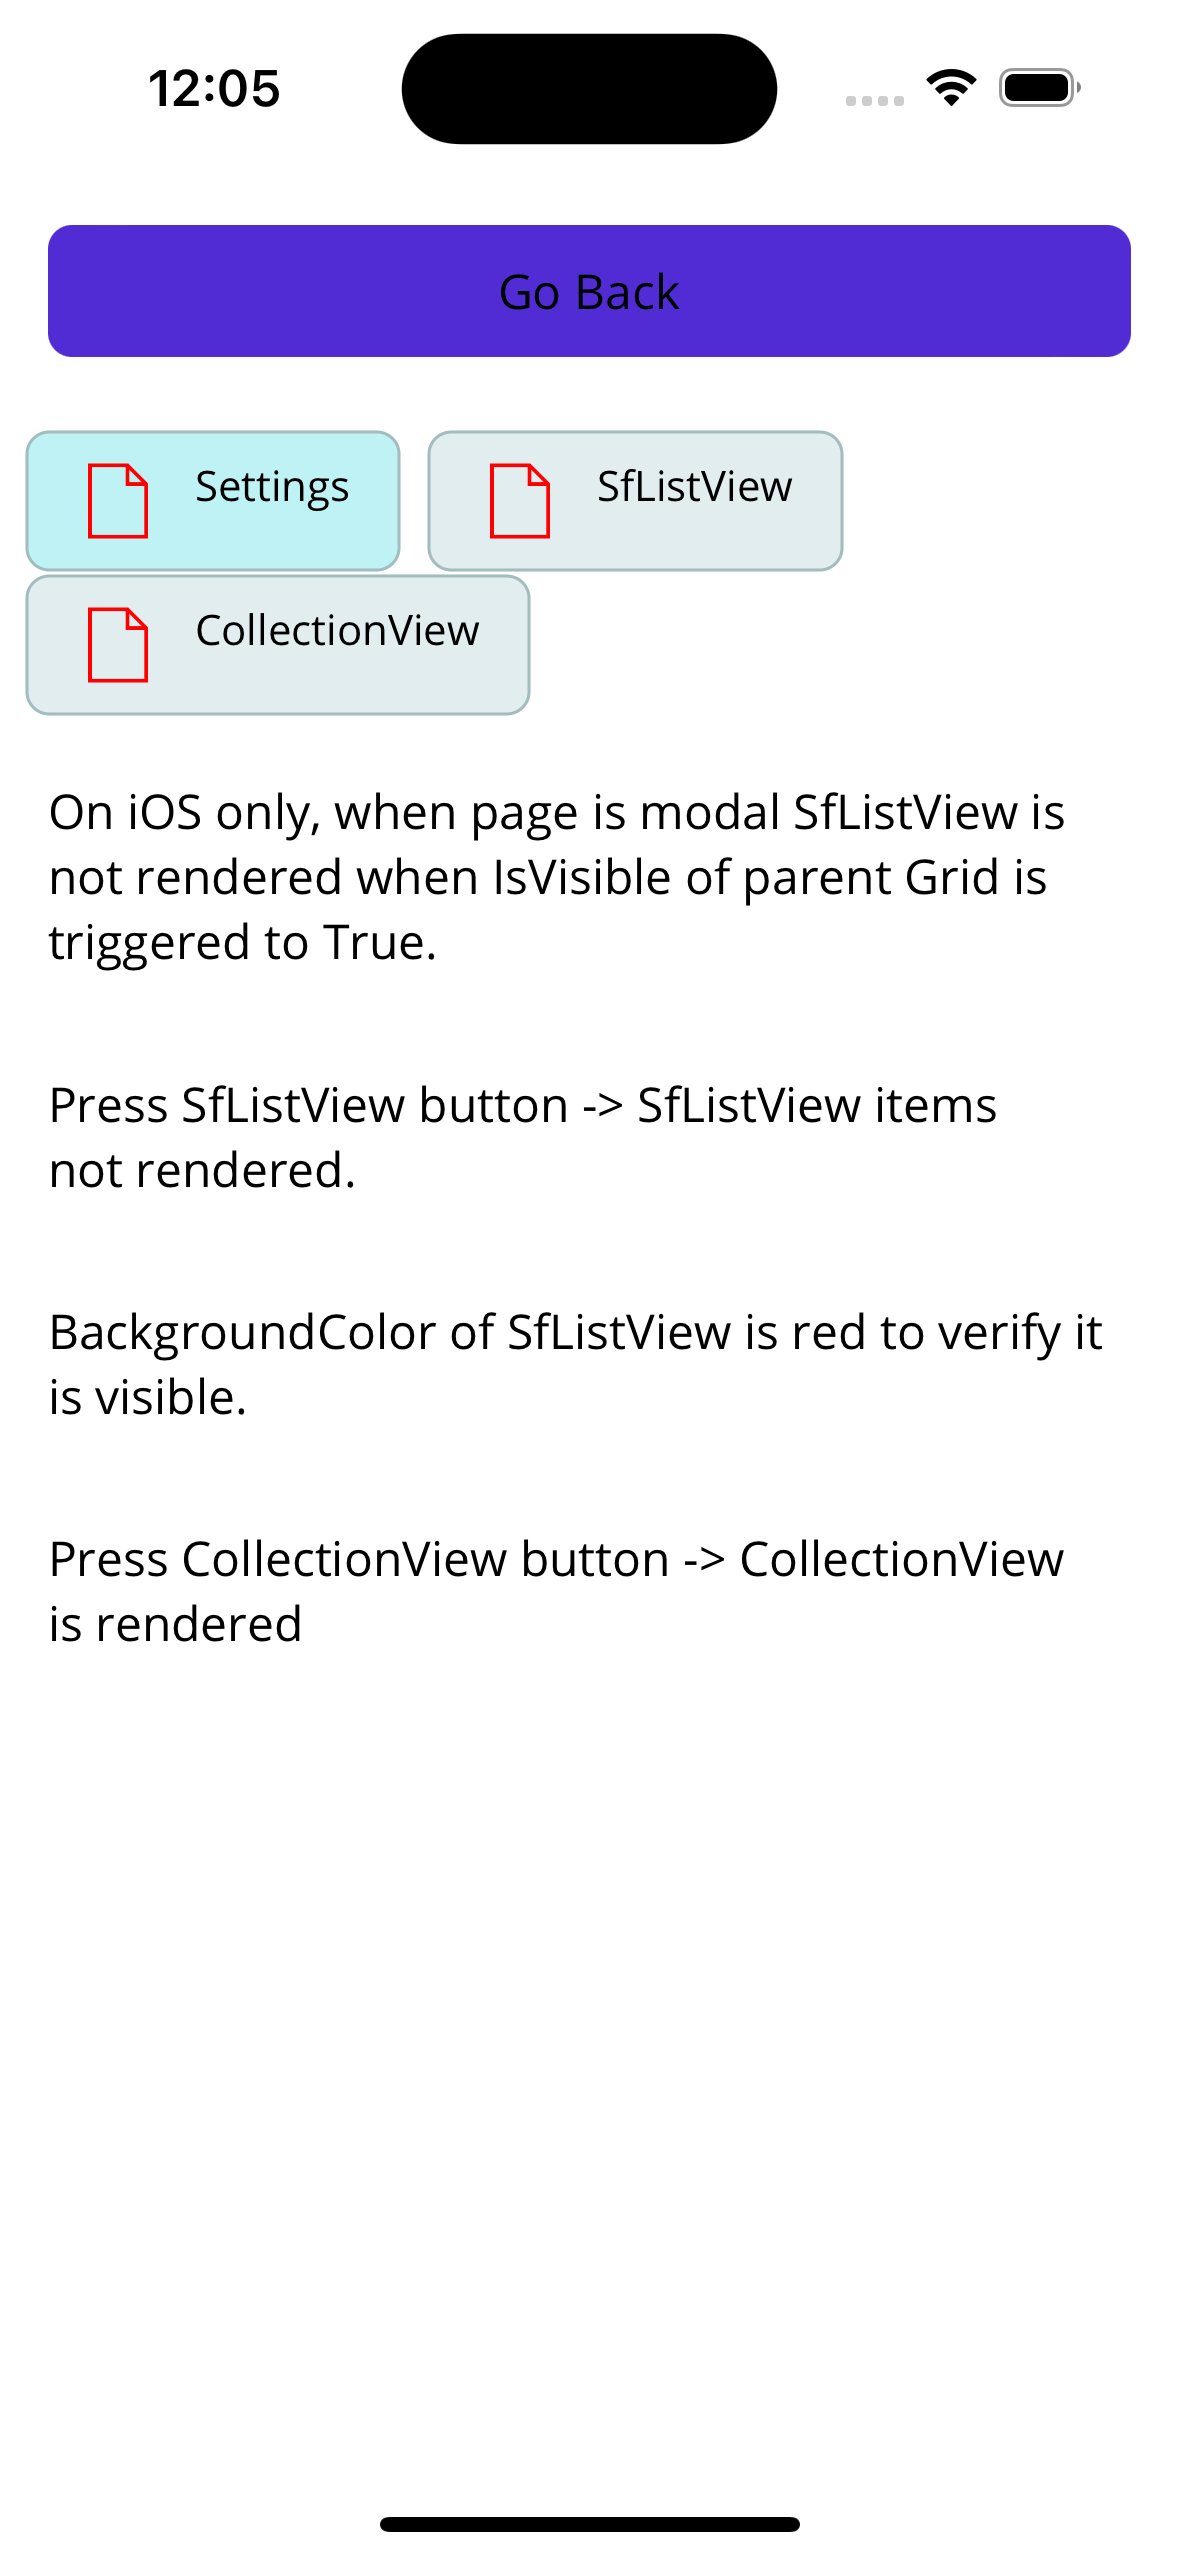 12:05
Go Back
Settings
SfListView
CollectionView
On iOS only, when page is modal SfListView is
not rendered when IsVisible of parent Grid is
triggered to True.
Press SfListView button -> SfListView items
not rendered.
BackgroundColor of SfListView is red to verify it
is visible.
Press CollectionView button -> CollectionView
is rendered